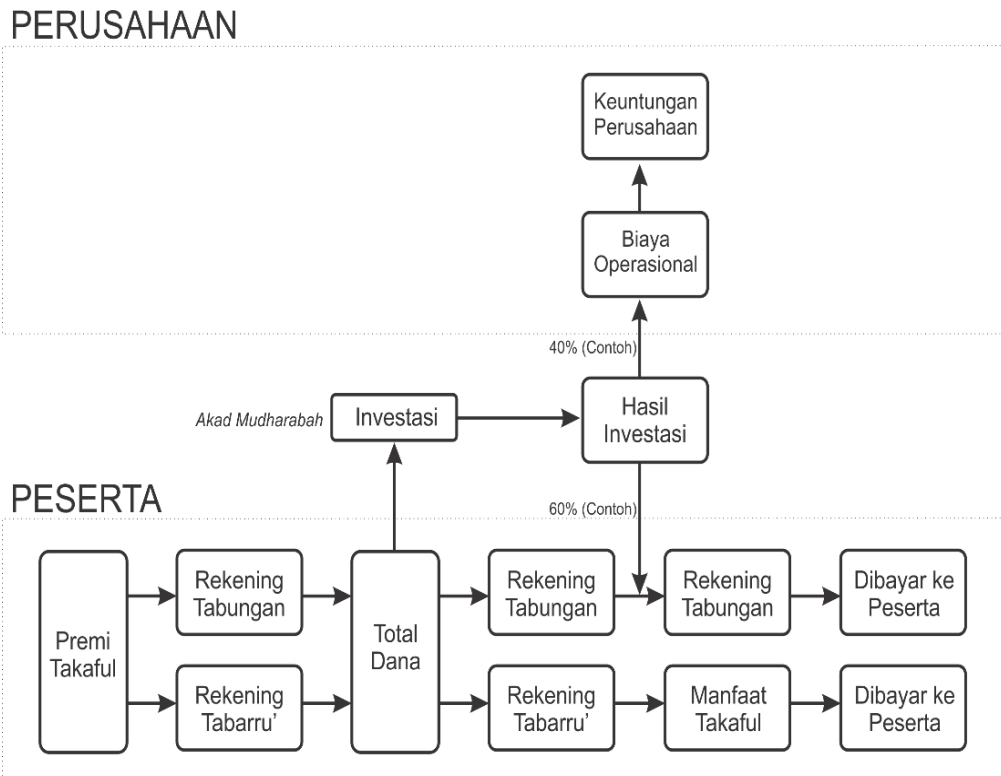 PERUSAHAAN
Keuntungan
Perusahaan
Biaya
Operasional
40% (Contoh)
Akad Mudharabah
Investasi
Hasil
Investasi
PESERTA
60% (Contoh)
Premi
Takaful
Rekening
Tabungan
Rekening
Tabarru’
Total
Dana
Rekening
Tabungan
Rekening
Tabungan
Dibayar ke
Peserta
Rekening
Tabarru’
Manfaat
Takaful
Dibayar ke
Peserta